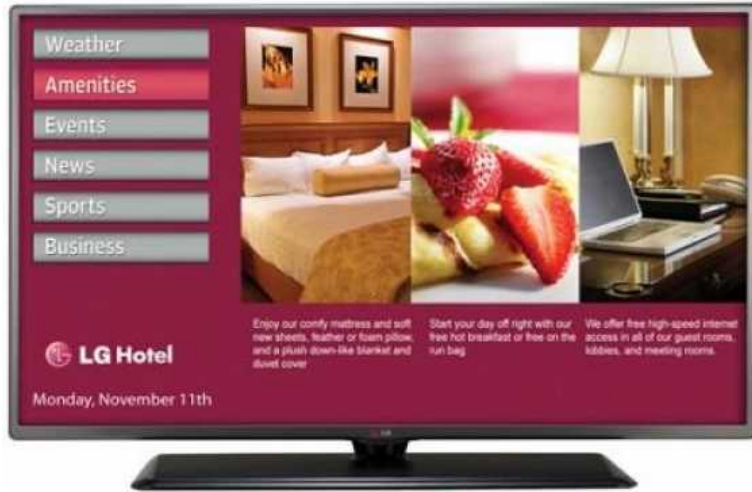 Weather
Amenities
Events
News
Sports
Business
LG Hotel
Monday, November 11th
Enjoy our comfy mattress and soft
new sheets, feather or foam pillow,
and a plush down-like blanket and
duvet cover
Start your day off right with our
free hot breakfast or free on the
run bag
We offer free high-speed internet
access in all of our guest rooms,
lobbies, and meeting rooms.
LG